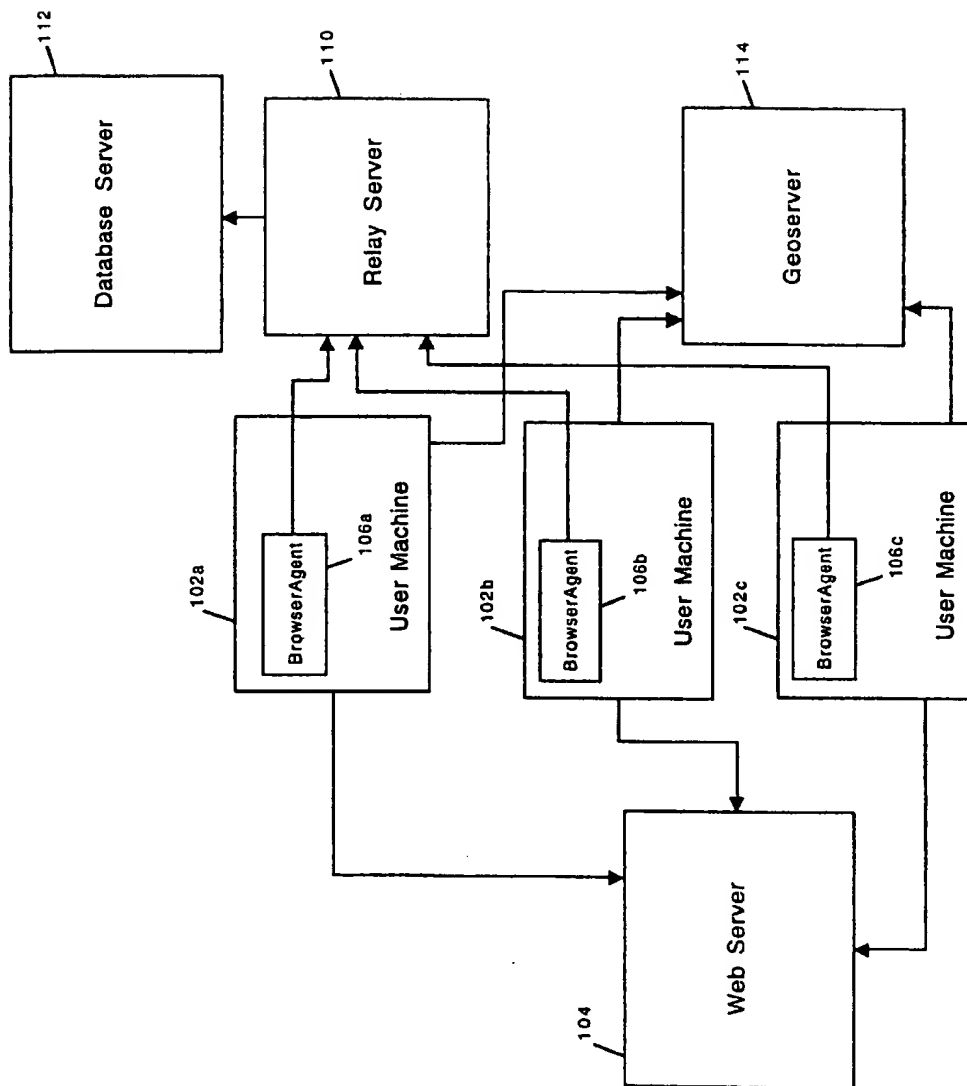 112
Database Server
110
Relay Server
114
Geoserver
102a
BrowserAgent
106a
User Machine
102b
BrowserAgent
106b
User Machine
102c
BrowserAgent
106c
User Machine
104
Web Server